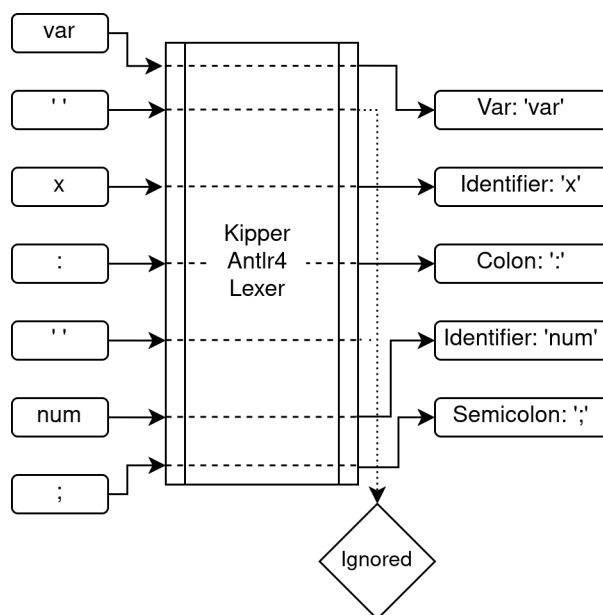 var
' '
x
:
' '
num
;
Kipper
Antlr4
Lexer
Var: 'var'
Identifier: 'x'
Colon: ':'
Identifier: 'num'
Semicolon: ';'
Ignored